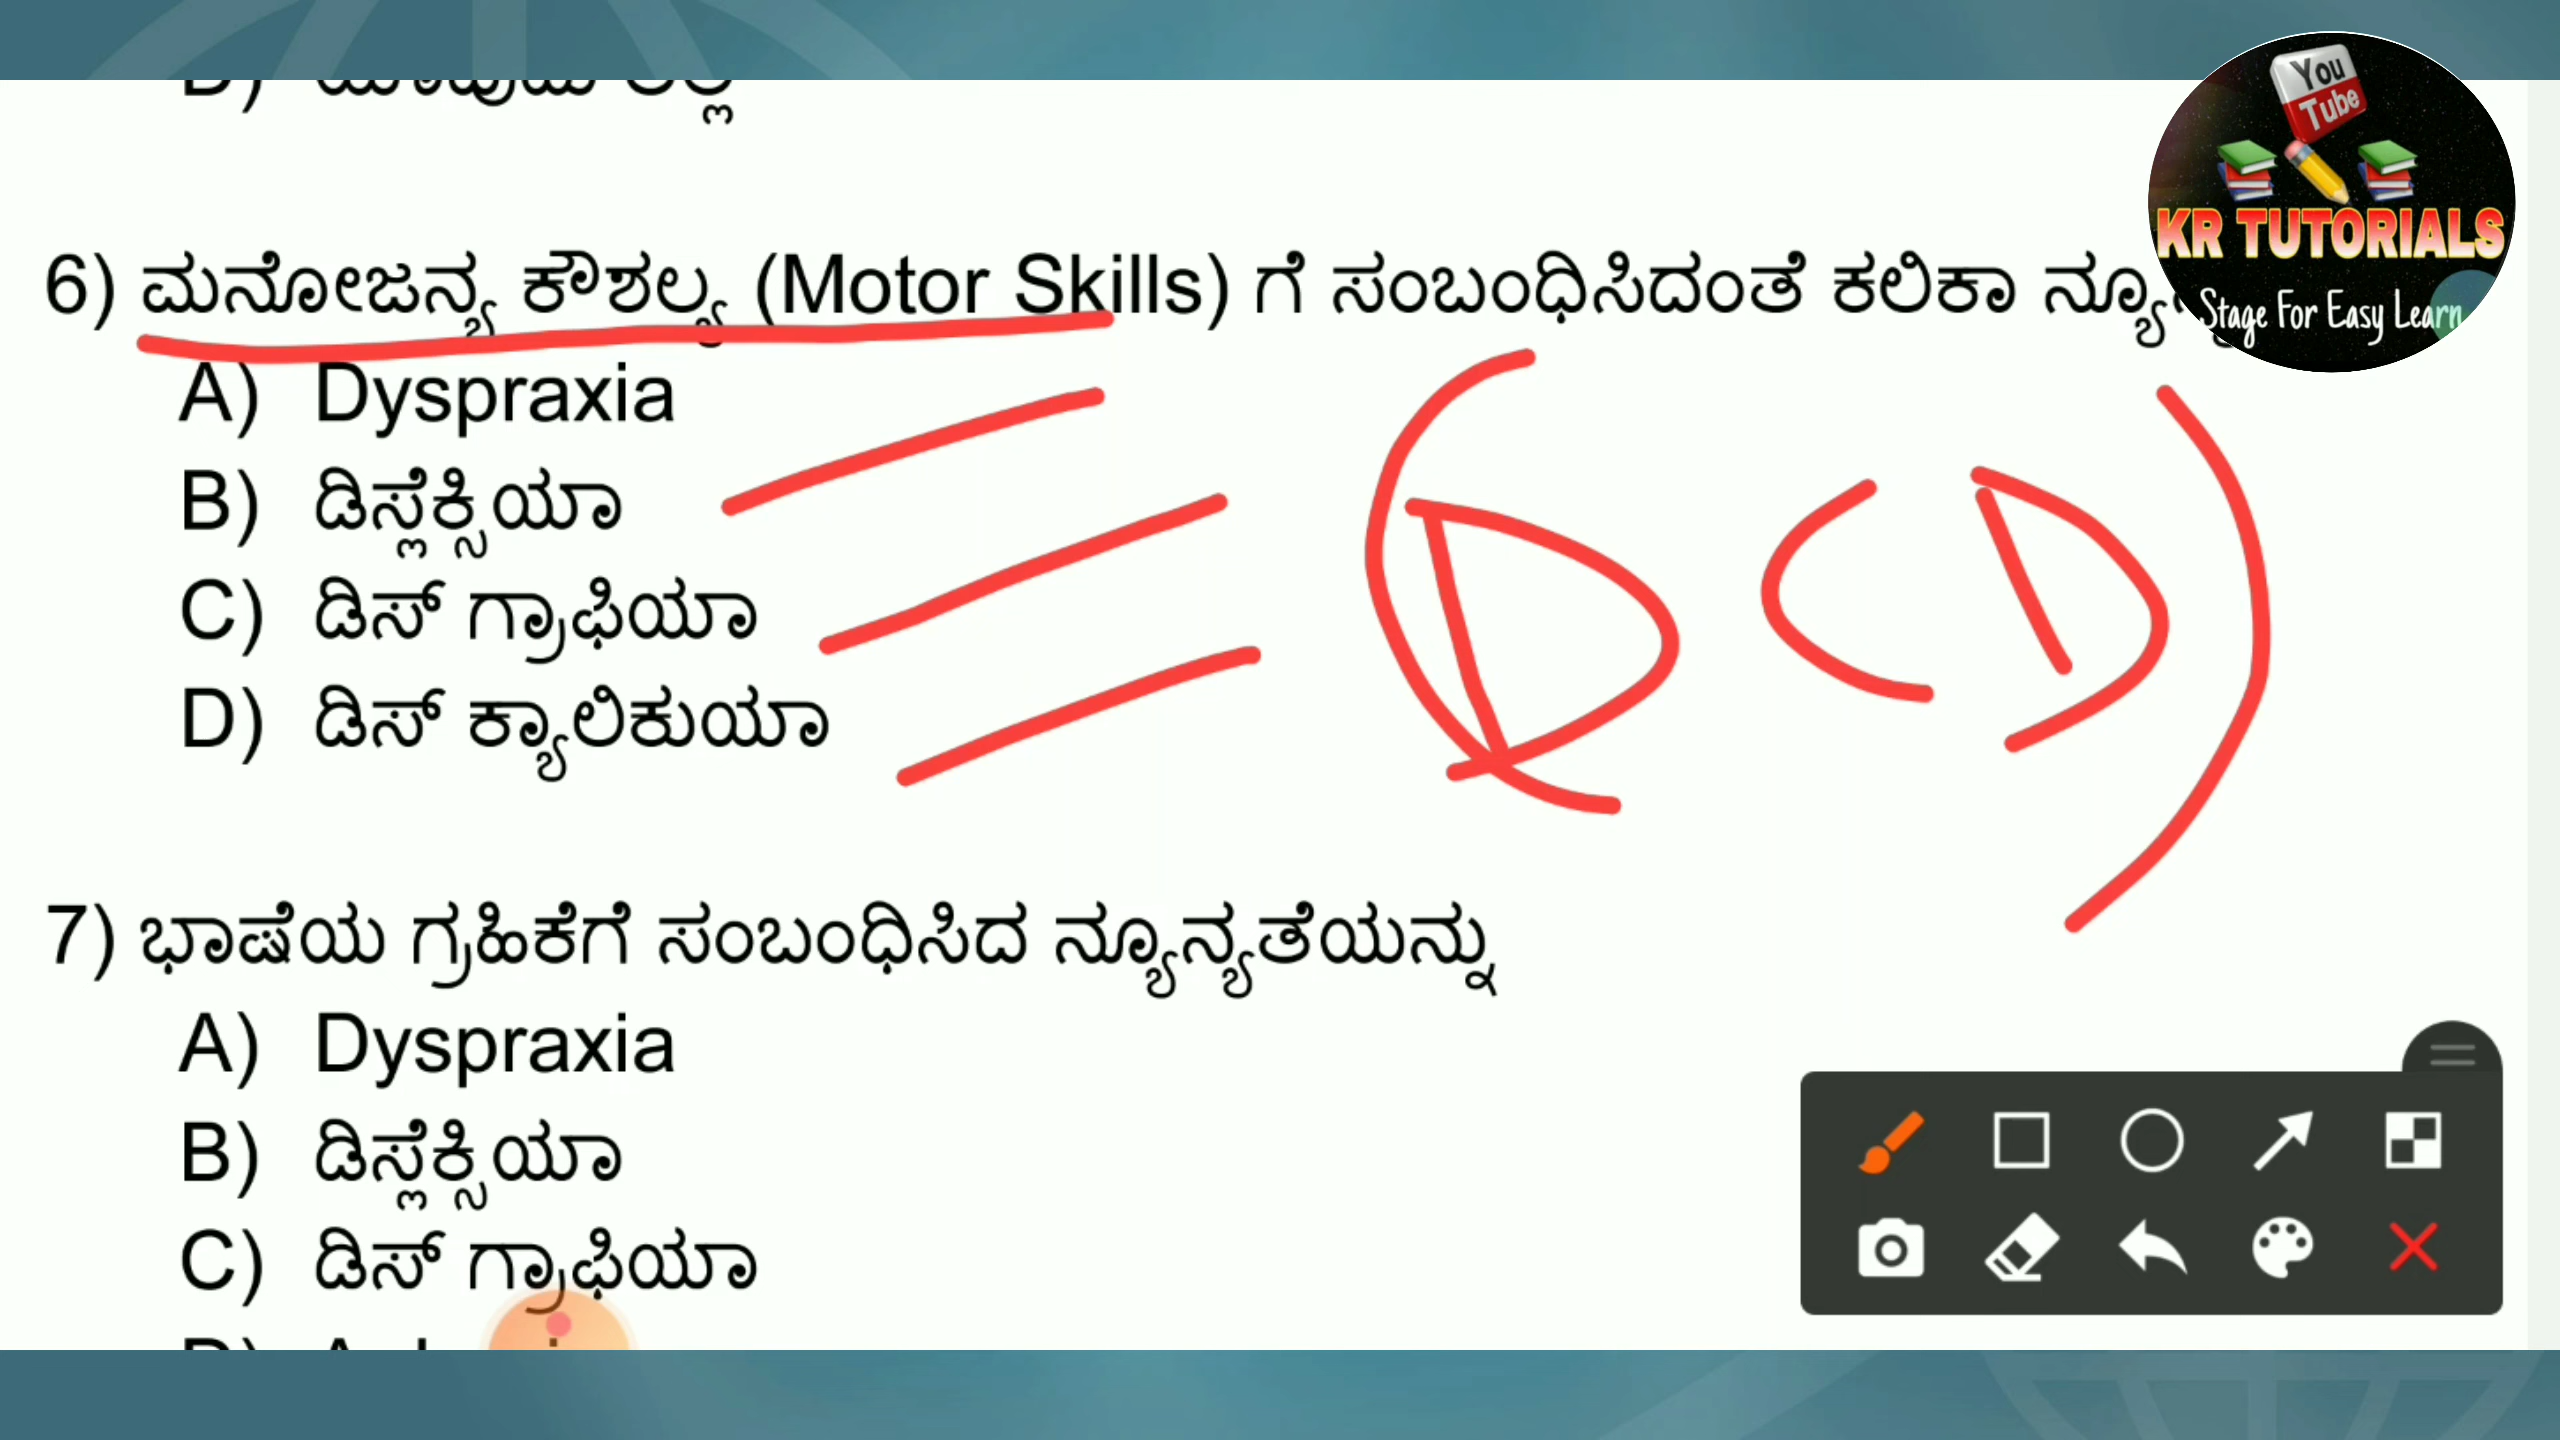 You
Tube
KR TUTORIALS
Stage For Easy Learn
6) ಮನೋಜನ್ಯ ಕೌಶಲ್ಯ (Motor Skills) ಗೆ ಸಂಬಂಧಿಸಿದಂತೆ ಕಲಿಕಾ
A) Dyspraxia
B) ಡಿಸ್ಲೆಕ್ಸಿಯಾ
C) ಡಿಸ್ ಗ್ರಾಫಿಯಾ
D) ಡಿಸ್ ಕ್ಯಾಲಿಕುಯಾ
D CD
7) ಭಾಷೆಯ ಗ್ರಹಿಕೆಗೆ ಸಂಬಂಧಿಸಿದ ನ್ಯೂನ್ಯತೆಯನ್ನು
A) Dyspraxia
B) ಡಿಸ್ಲೆಕ್ಸಿಯಾ
C) ಡಿಸ್ ಗ್ರಾಫಿಯಾ